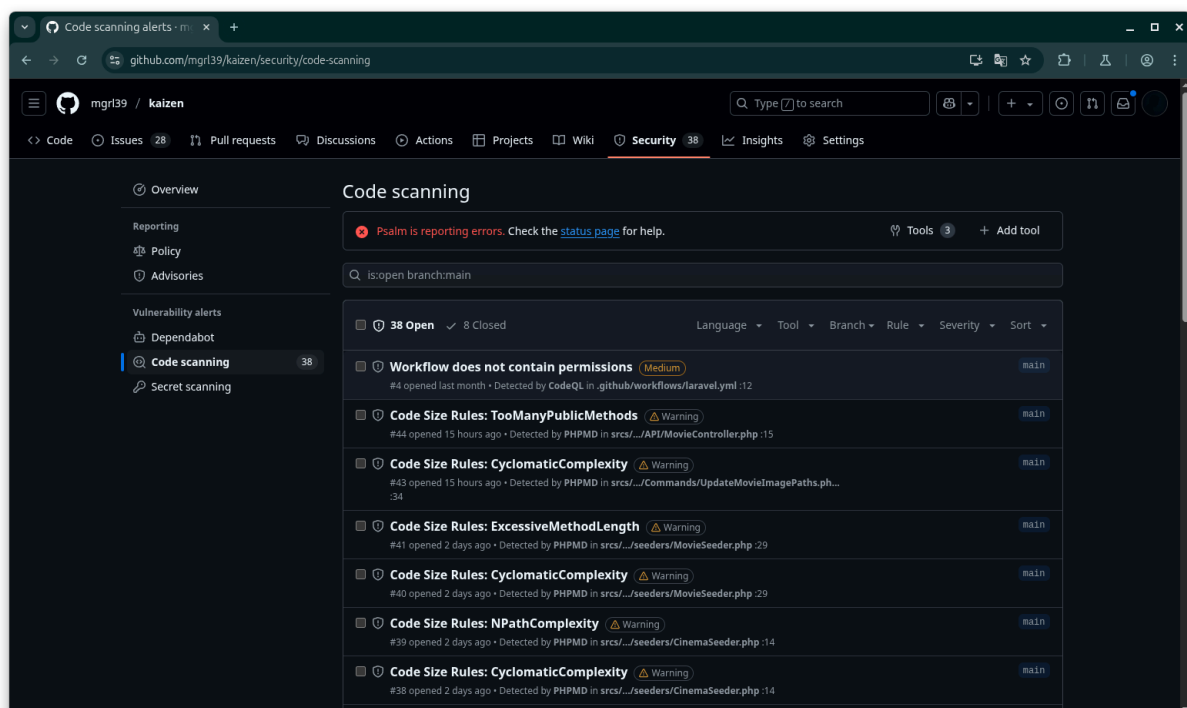 Code scanning alerts · m
github.com/mgrl39/kaizen/security/code-scanning
mgrl39 / kaizen
Type / to search
Code Issues 28 Pull requests Discussions Actions Projects Wiki Security 38 Insights Settings
Overview
Reporting
Policy
Advisories
Vulnerability alerts
Dependabot
Code scanning 38
Secret scanning
Code scanning
Psalm is reporting errors. Check the status page for help. Tools 3 Add tool
is:open branch:main
38 Open 8 Closed Language Tool Branch Rule Severity Sort
Workflow does not contain permissions Medium main
#4 opened last month • Detected by CodeQL in .github/workflows/laravel.yml :12
Code Size Rules: TooManyPublicMethods Warning main
#44 opened 15 hours ago • Detected by PHPMD in srcs/.../API/MovieController.php :15
Code Size Rules: CyclomaticComplexity Warning main
#43 opened 15 hours ago • Detected by PHPMD in srcs/.../Commands/UpdateMovieImagePaths.ph...
:34
Code Size Rules: ExcessiveMethodLength Warning main
#41 opened 2 days ago • Detected by PHPMD in srcs/.../seeders/MovieSeeder.php :29
Code Size Rules: CyclomaticComplexity Warning main
#40 opened 2 days ago • Detected by PHPMD in srcs/.../seeders/MovieSeeder.php :29
Code Size Rules: NPathComplexity Warning main
#39 opened 2 days ago • Detected by PHPMD in srcs/.../seeders/CinemaSeeder.php :14
Code Size Rules: CyclomaticComplexity Warning main
#38 opened 2 days ago • Detected by PHPMD in srcs/.../seeders/CinemaSeeder.php :14